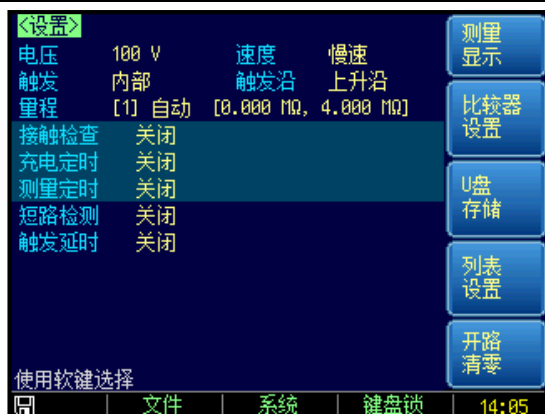 <设置>
电压 100 V 速度 慢速
触发 内部 触发沿 上升沿
量程 [1] 自动 [0.000 MΩ, 4.000 MΩ]
接触检查 关闭
充电定时 关闭
测量定时 关闭
短路检测 关闭
触发延时 关闭
使用软键选择
测量
显示
比较器
设置
U盘
存储
列表
设置
开路
清零
文件 系统 键盘锁 14:05